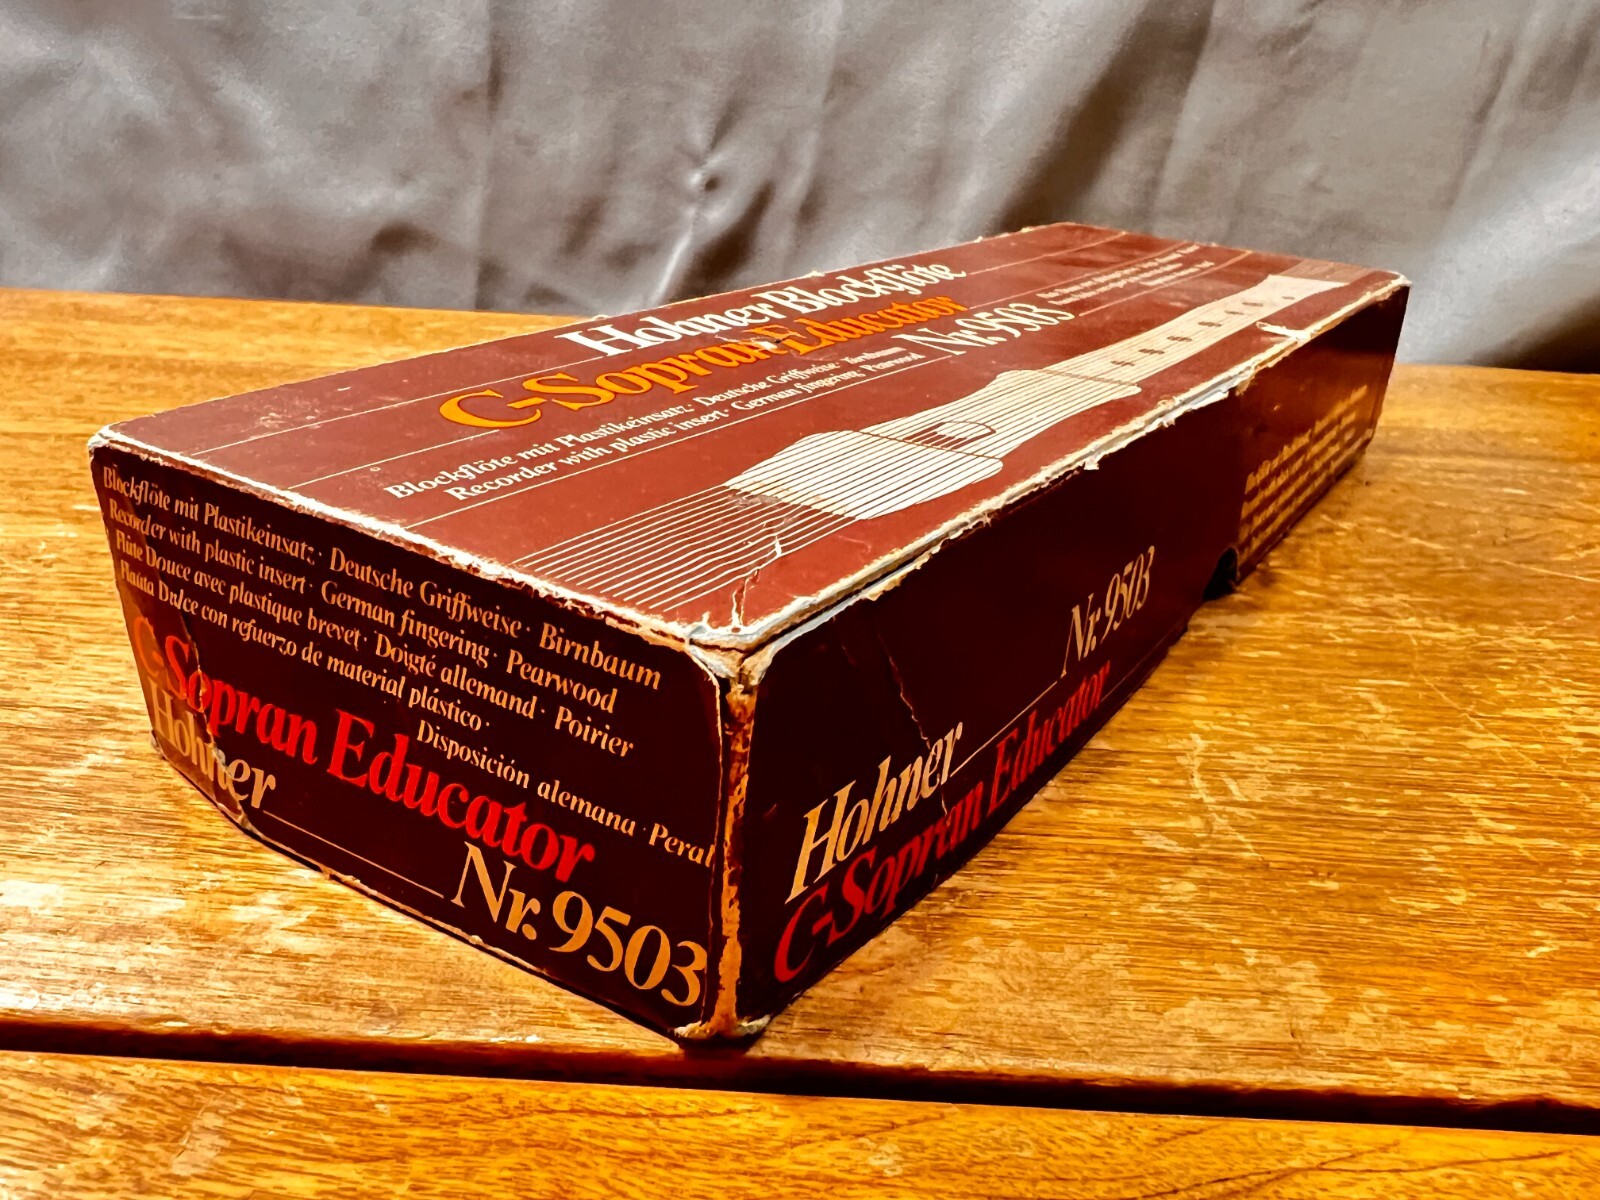 Hohner Blockflöte
C-Sopran Educator
Nr. 9503
Blockflöte mit Plastikeinsatz · Deutsche Griffweise · Birnbaum
Recorder with plastic insert · German fingering · Pearwood
Blockflöte mit Plastikeinsatz · Deutsche Griffweise · Birnbaum
Recorder with plastic insert · German fingering · Pearwood
Flûte Douce avec plastique brevet · Doigté allemand · Poirier
Flauta Dulce con refuerzo de material plástico ·
Disposición alemana · Peral
C-Sopran Educator
Hohner
Nr. 9503
Hohner
Nr. 9503
C-Sopran Educator